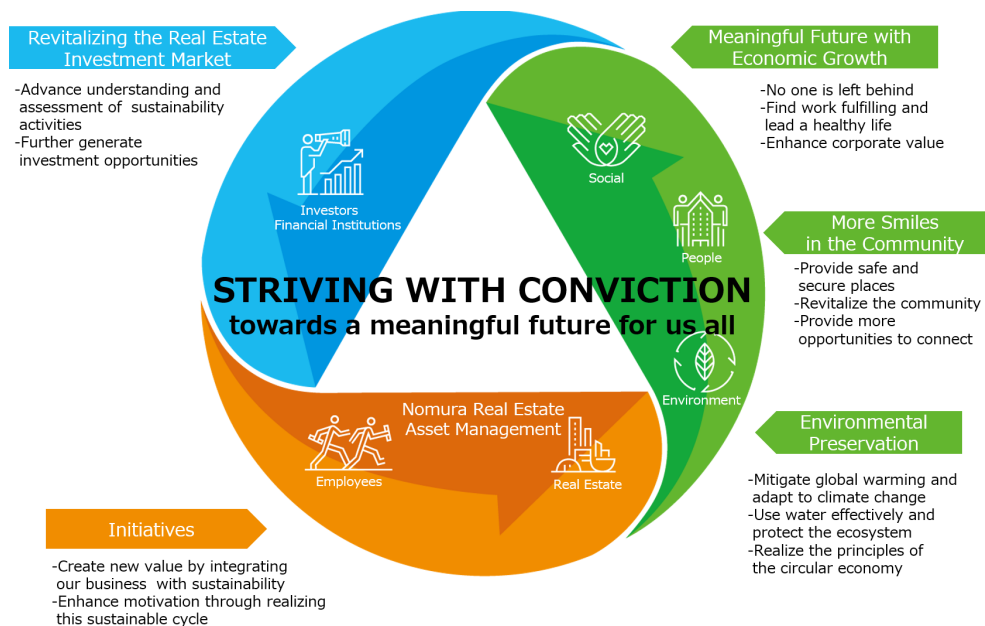 Revitalizing the Real Estate
Investment Market
-Advance understanding and
assessment of sustainability
activities
-Further generate
investment opportunities
Meaningful Future with
Economic Growth
-No one is left behind
-Find work fulfilling and
lead a healthy life
-Enhance corporate value
Social
Investors
Financial Institutions
People
More Smiles
in the Community
-Provide safe and
secure places
-Revitalize the community
-Provide more
opportunities to connect
STRIVING WITH CONVICTION
towards a meaningful future for us all
Environment
Nomura Real Estate
Asset Management
Employees
Real Estate
Environmental
Preservation
-Mitigate global warming and
adapt to climate change
-Use water effectively and
protect the ecosystem
-Realize the principles of
the circular economy
Initiatives
-Create new value by integrating
our business with sustainability
-Enhance motivation through realizing
this sustainable cycle